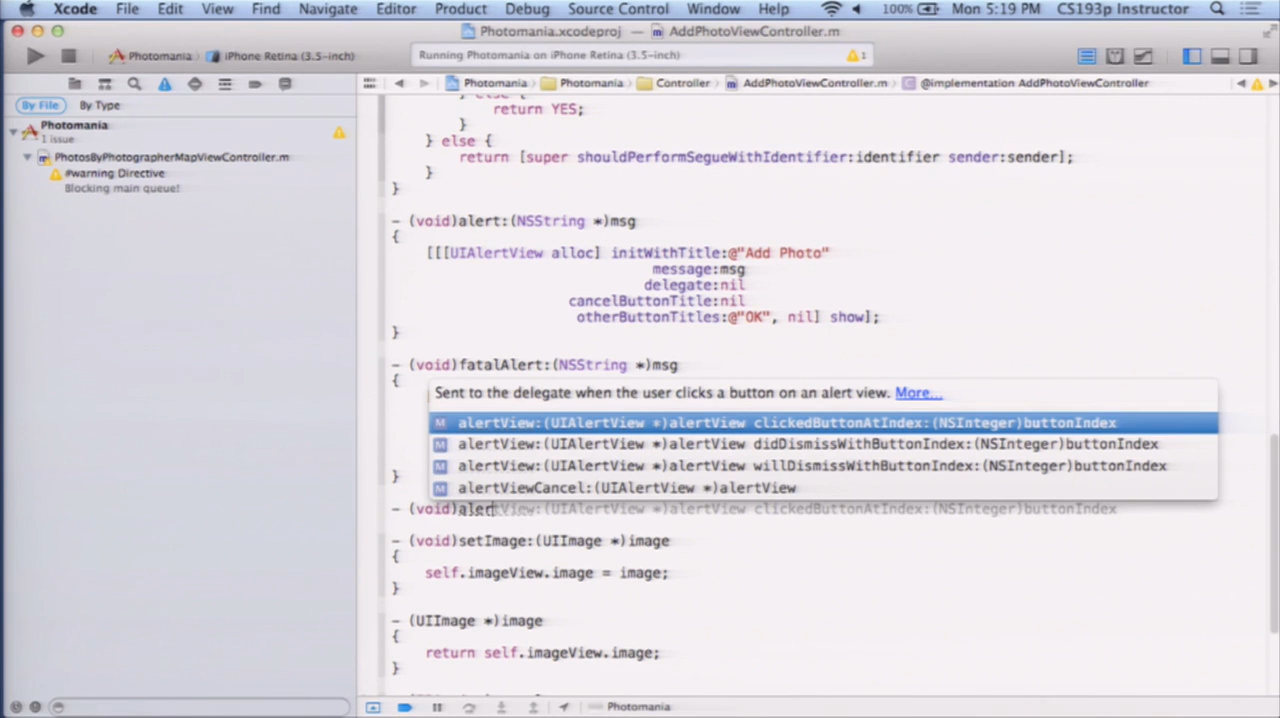 Xcode File Edit View Find Navigate Editor Product Debug Source Control Window Help 100% Mon 5:19 PM CS193p Instructor
Photomania.xcodeproj — AddPhotoViewController.m
Photomania iPhone Retina (3.5-inch) Running Photomania on iPhone Retina (3.5-inch) 1
Photomania Photomania Controller AddPhotoViewController.m @implementation AddPhotoViewController
By File By Type
Photomania
1 issue
PhotosByPhotographerMapViewController.m
#warning Directive
Blocking main queue!
} else {
return YES;
}
} else {
return [super shouldPerformSegueWithIdentifier:identifier sender:sender];
}
}
- (void)alert:(NSString *)msg
{
[[[UIAlertView alloc] initWithTitle:@"Add Photo"
message:msg
delegate:nil
cancelButtonTitle:nil
otherButtonTitles:@"OK", nil] show];
}
- (void)fatalAlert:(NSString *)msg
{
Sent to the delegate when the user clicks a button on an alert view. More...
M alertView:(UIAlertView *)alertView clickedButtonAtIndex:(NSInteger)buttonIndex
M alertView:(UIAlertView *)alertView didDismissWithButtonIndex:(NSInteger)buttonIndex
M alertView:(UIAlertView *)alertView willDismissWithButtonIndex:(NSInteger)buttonIndex
M alertViewCancel:(UIAlertView *)alertView
}
- (void)alertView:(UIAlertView *)alertView clickedButtonAtIndex:(NSInteger)buttonIndex
- (void)setImage:(UIImage *)image
{
self.imageView.image = image;
}
- (UIImage *)image
{
return self.imageView.image;
}
Photomania